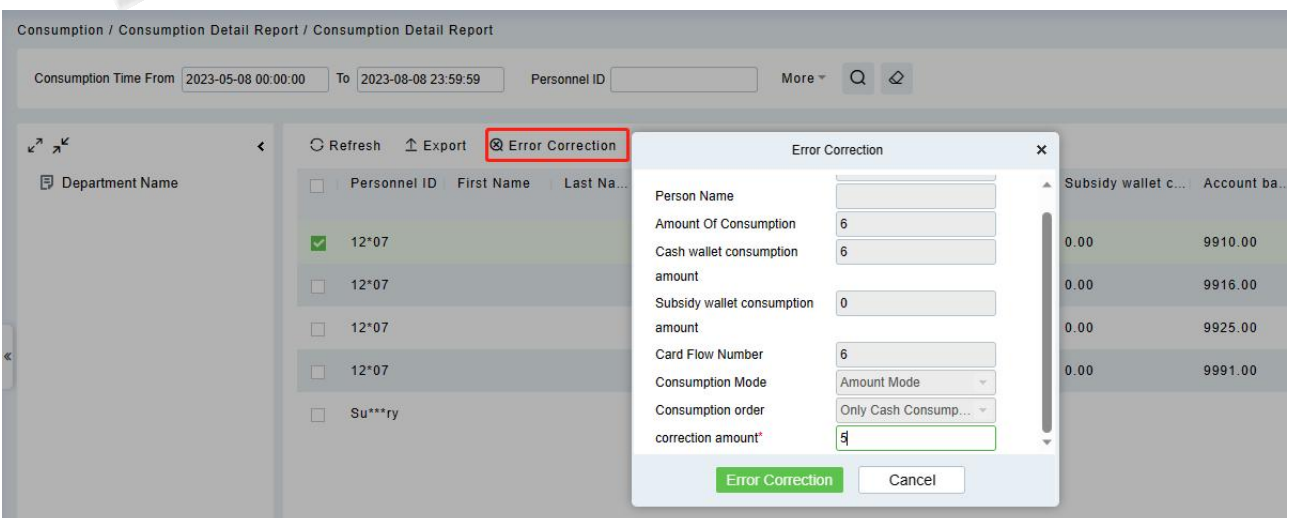 Consumption / Consumption Detail Report / Consumption Detail Report
Consumption Time From 2023-05-08 00:00:00 To 2023-08-08 23:59:59 Personnel ID More
Refresh Export Error Correction
Department Name
Personnel ID First Name Last Na... Subsidy wallet c... Account ba...
12*07 0.00 9910.00
12*07 0.00 9916.00
12*07 0.00 9925.00
12*07 0.00 9991.00
Su***ry
Error Correction
Person Name
Amount Of Consumption 6
Cash wallet consumption 6
amount
Subsidy wallet consumption 0
amount
Card Flow Number 6
Consumption Mode Amount Mode
Consumption order Only Cash Consump...
correction amount* 5
Error Correction Cancel